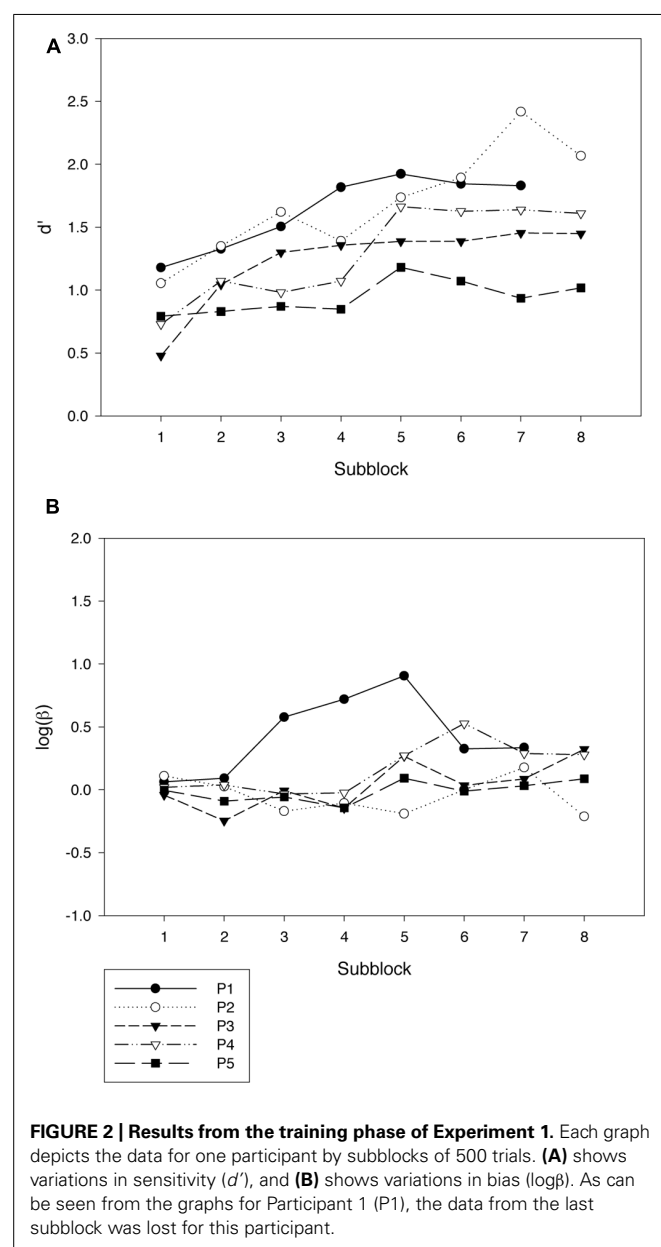 A
3.0
2.5
2.0
1.5
1.0
0.5
0.0
d'
1 2 3 4 5 6 7 8
Subblock
B
2.0
1.5
1.0
0.5
0.0
-0.5
-1.0
log(β)
1 2 3 4 5 6 7 8
Subblock
P1
P2
P3
P4
P5
FIGURE 2 | Results from the training phase of Experiment 1. Each graph
depicts the data for one participant by subblocks of 500 trials. (A) shows
variations in sensitivity (d'), and (B) shows variations in bias (logβ). As can
be seen from the graphs for Participant 1 (P1), the data from the last
subblock was lost for this participant.